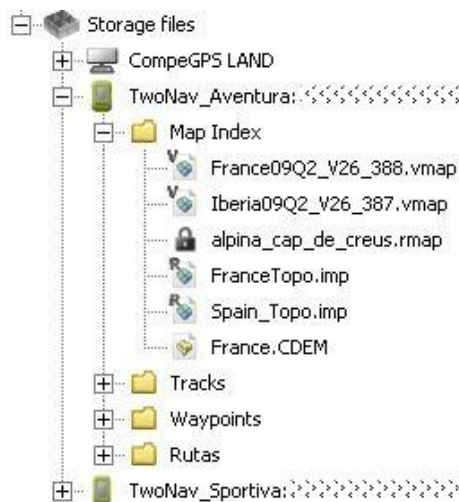 Storage files
CompeGPS LAND
TwoNav_Aventura:
Map Index
V France09Q2_V26_388.vmap
V Iberia09Q2_V26_387.vmap
alpina_cap_de_creus.rmap
R FranceTopo.imp
R Spain_Topo.imp
France.CDEM
Tracks
Waypoints
Rutas
TwoNav_Sportiva: